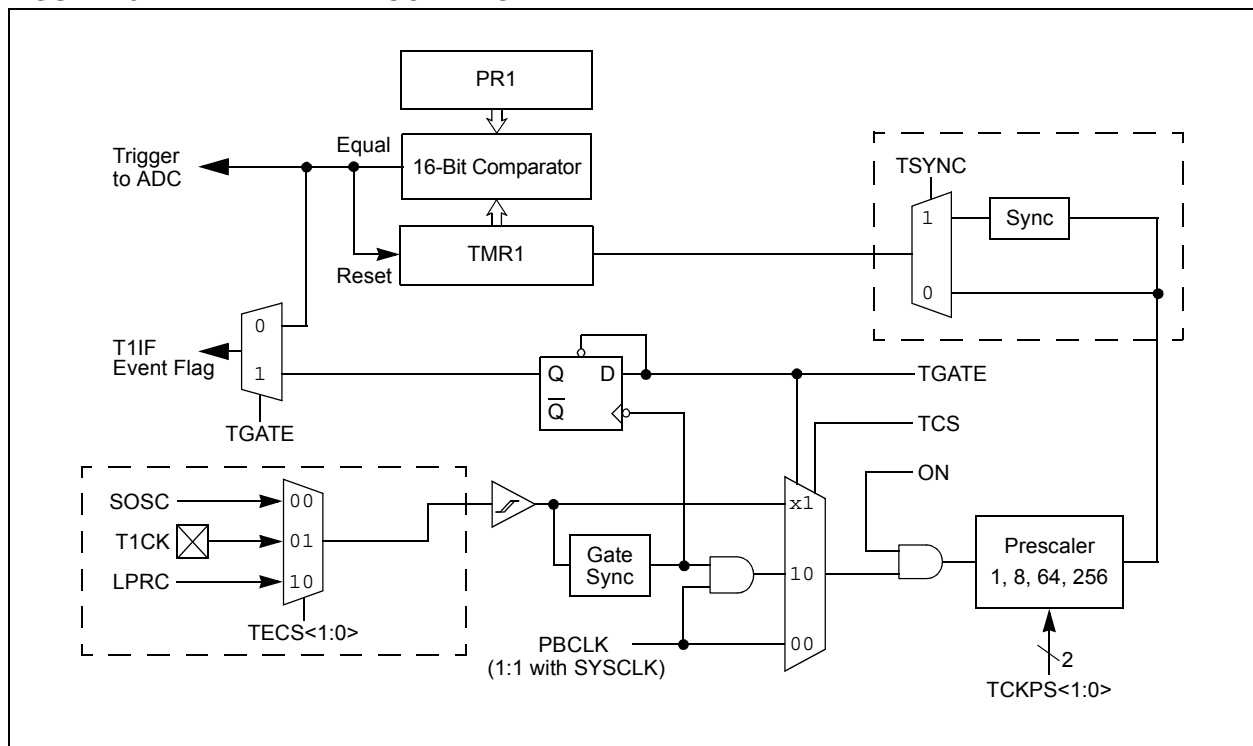 PR1
Equal
16-Bit Comparator
Trigger
to ADC
TSYNC
1
Sync
TMR1
Reset
0
0
T1IF
Event Flag
1
Q
D
TGATE
Q
TCS
TGATE
ON
SOSC
00
x1
T1CK
01
Gate
Sync
Prescaler
1, 8, 64, 256
LPRC
10
10
TECS<1:0>
PBCLK
(1:1 with SYSCLK)
00
2
TCKPS<1:0>